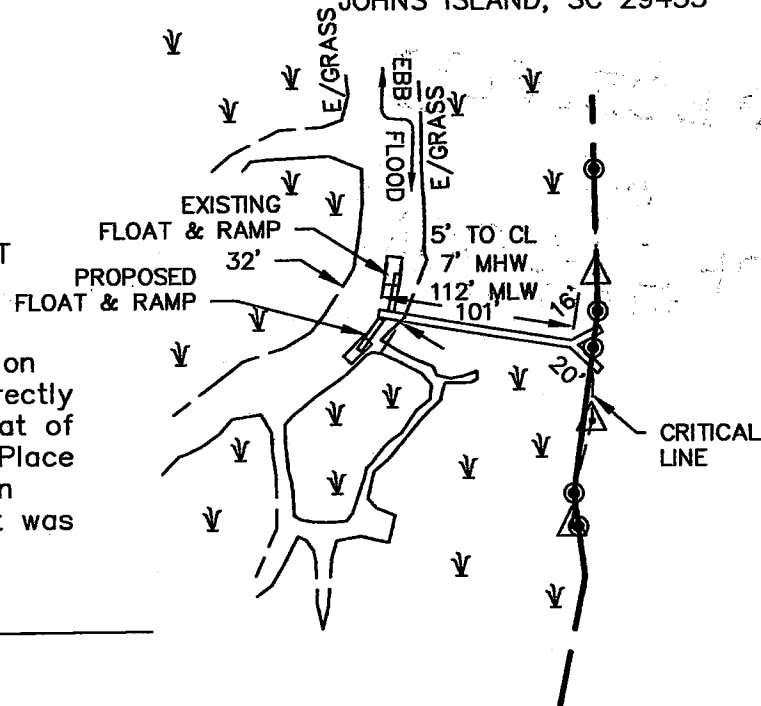 JOHNS ISLAND, SC 29455
E/GRASS
EBB
FLOOD
E/GRASS
EXISTING
FLOAT & RAMP
32'
PROPOSED
FLOAT & RAMP
5' TO CL
7' MHW
112' MLW
101'
16'
20'
CRITICAL
LINE
T
on
rectly
at of
Place
n
t was